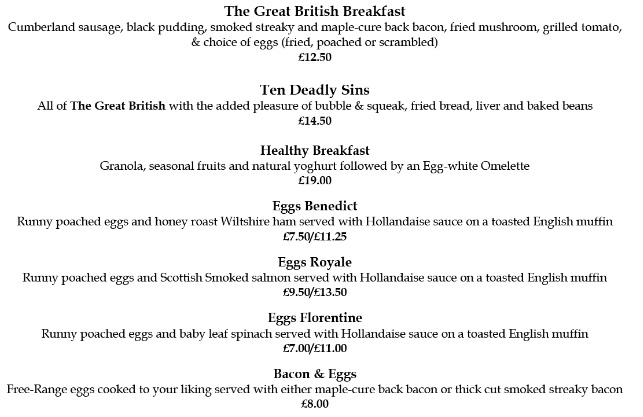 The Great British Breakfast
Cumberland sausage, black pudding, smoked streaky and maple-cure back bacon, fried mushroom, grilled tomato,
& choice of eggs (fried, poached or scrambled)
£12.50
Ten Deadly Sins
All of The Great British with the added pleasure of bubble & squeak, fried bread, liver and baked beans
£14.50
Healthy Breakfast
Granola, seasonal fruits and natural yoghurt followed by an Egg-white Omelette
£19.00
Eggs Benedict
Runny poached eggs and honey roast Wiltshire ham served with Hollandaise sauce on a toasted English muffin
£7.50/£11.25
Eggs Royale
Runny poached eggs and Scottish Smoked salmon served with Hollandaise sauce on a toasted English muffin
£9.50/£13.50
Eggs Florentine
Runny poached eggs and baby leaf spinach served with Hollandaise sauce on a toasted English muffin
£7.00/£11.00
Bacon & Eggs
Free-Range eggs cooked to your liking served with either maple-cure back bacon or thick cut smoked streaky bacon
£8.00